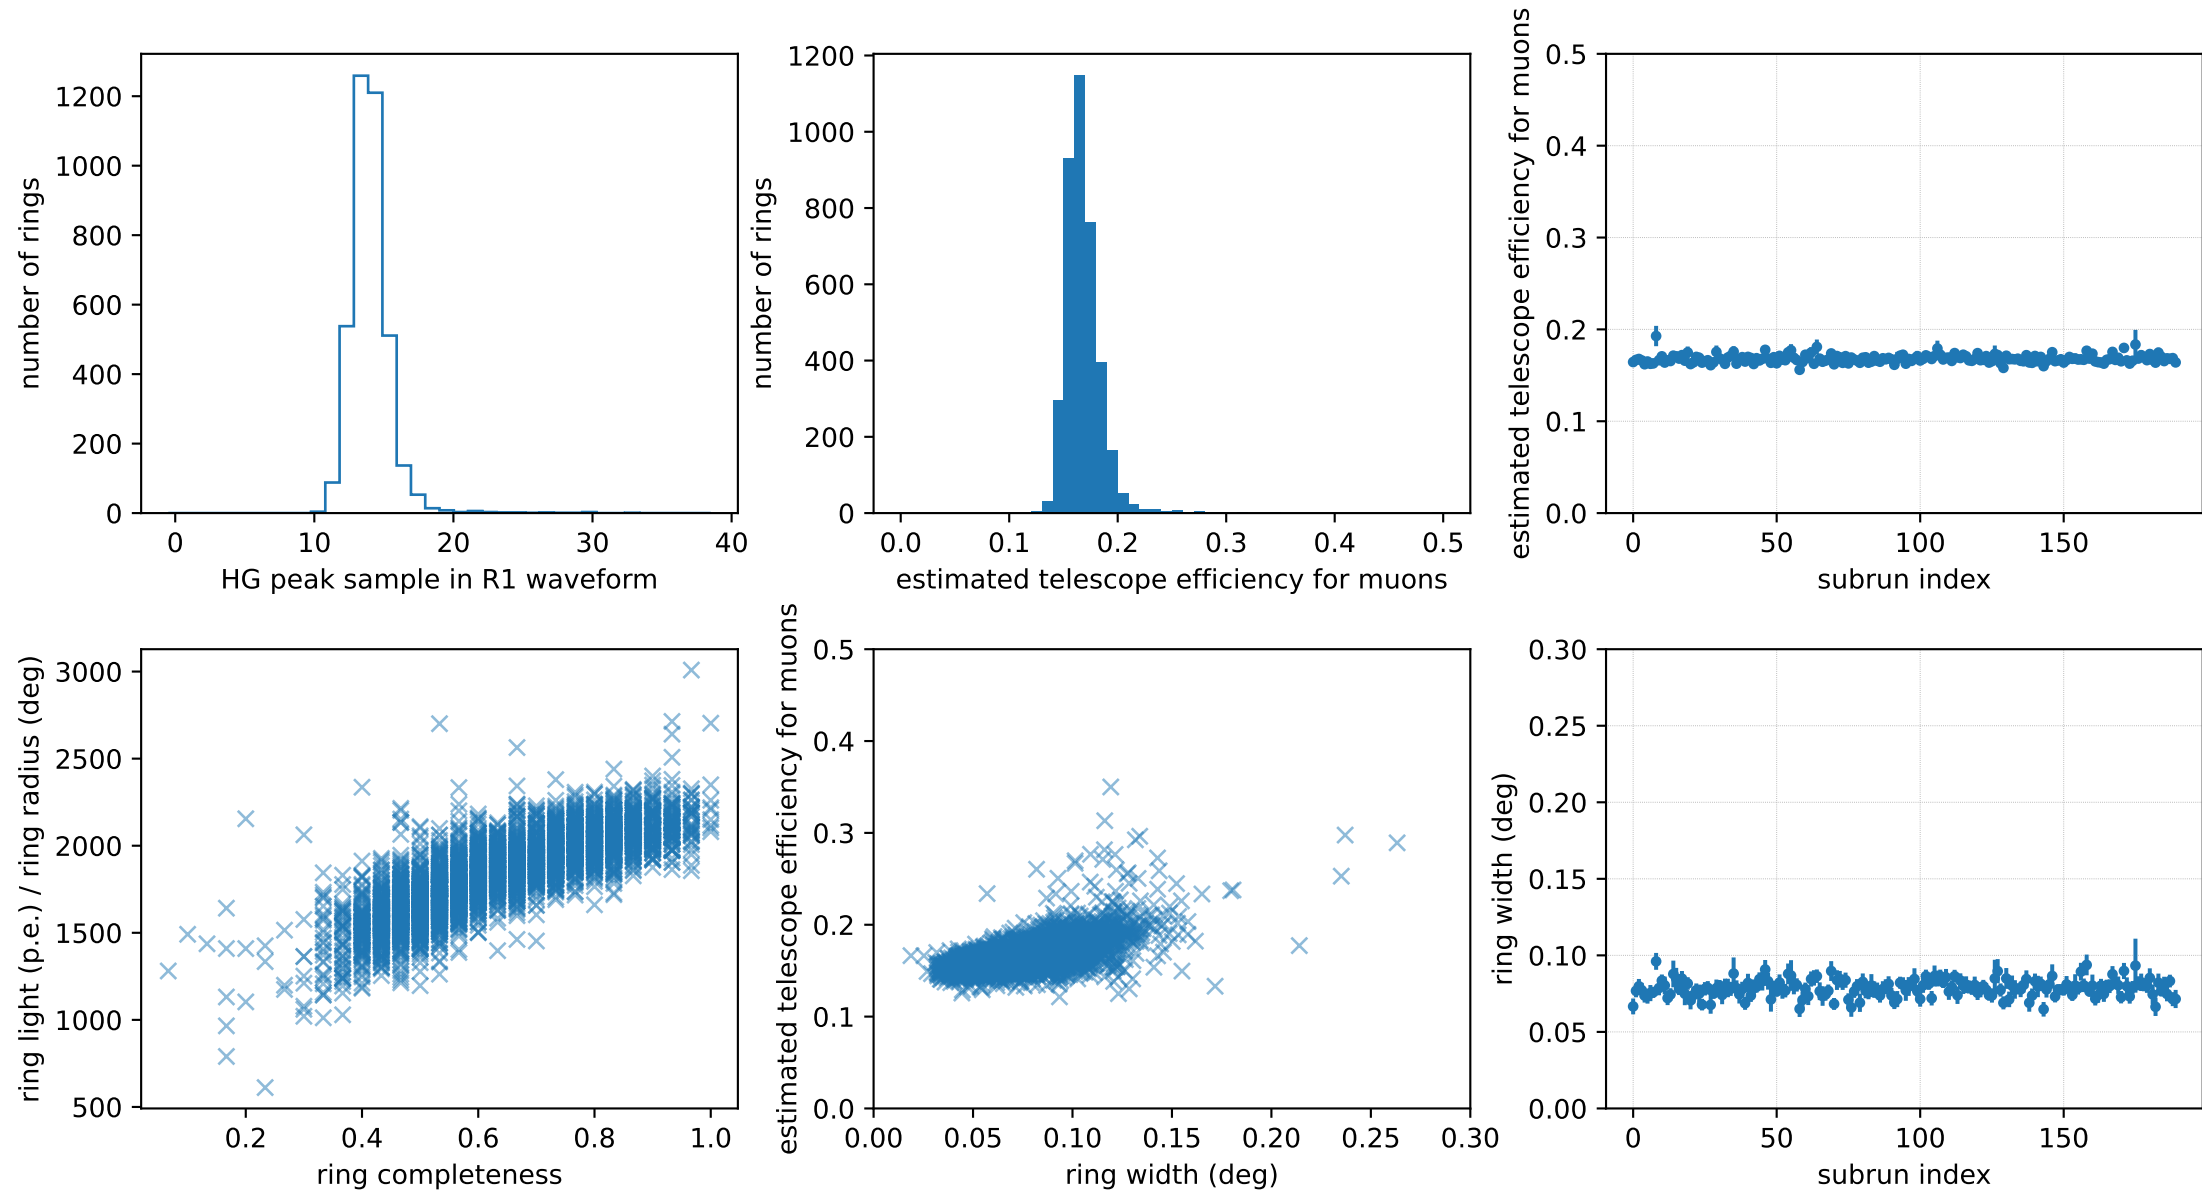 number of rings
1200
1000
800
600
400
200
0
0 10 20 30 40
HG peak sample in R1 waveform
number of rings
1200
1000
800
600
400
200
0
0.0 0.1 0.2 0.3 0.4 0.5
estimated telescope efficiency for muons
estimated telescope efficiency for muons
0.5
0.4
0.3
0.2
0.1
0.0
0 50 100 150
subrun index
ring light (p.e.) / ring radius (deg)
3000
2500
2000
1500
1000
500
0.2 0.4 0.6 0.8 1.0
ring completeness
estimated telescope efficiency for muons
0.5
0.4
0.3
0.2
0.1
0.0
0.00 0.05 0.10 0.15 0.20 0.25 0.30
ring width (deg)
ring width (deg)
0.30
0.25
0.20
0.15
0.10
0.05
0.00
0 50 100 150
subrun index